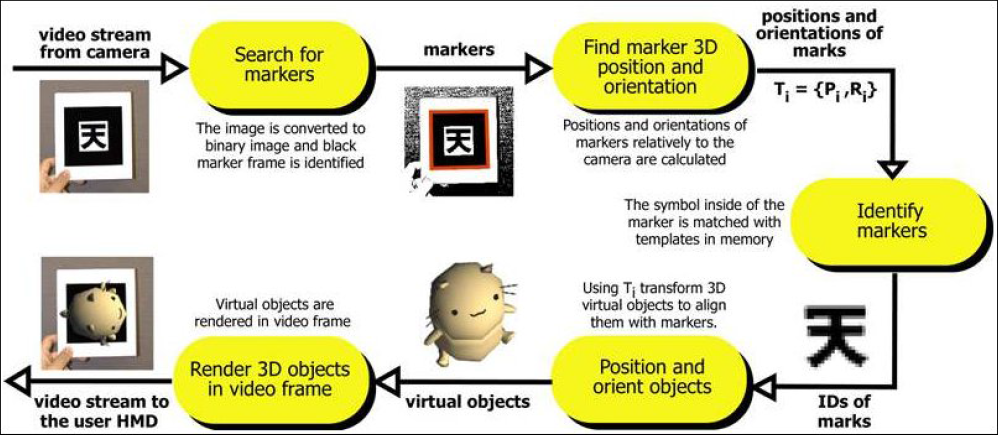 video stream
from camera
Search for
markers
The image is converted to
binary image and black
marker frame is identified
markers
Find marker 3D
position and
orientation
Positions and orientations of
markers relatively to the
camera are calculated
positions and
orientations of
marks
Ti = {Pi ,Ri}
天
天
The symbol inside of the
marker is matched with
templates in memory
Identify
markers
天
IDs of
marks
Using Ti transform 3D
virtual objects to align
them with markers.
Position and
orient objects
virtual objects
Virtual objects are
rendered in video frame
Render 3D objects
in video frame
video stream to
the user HMD